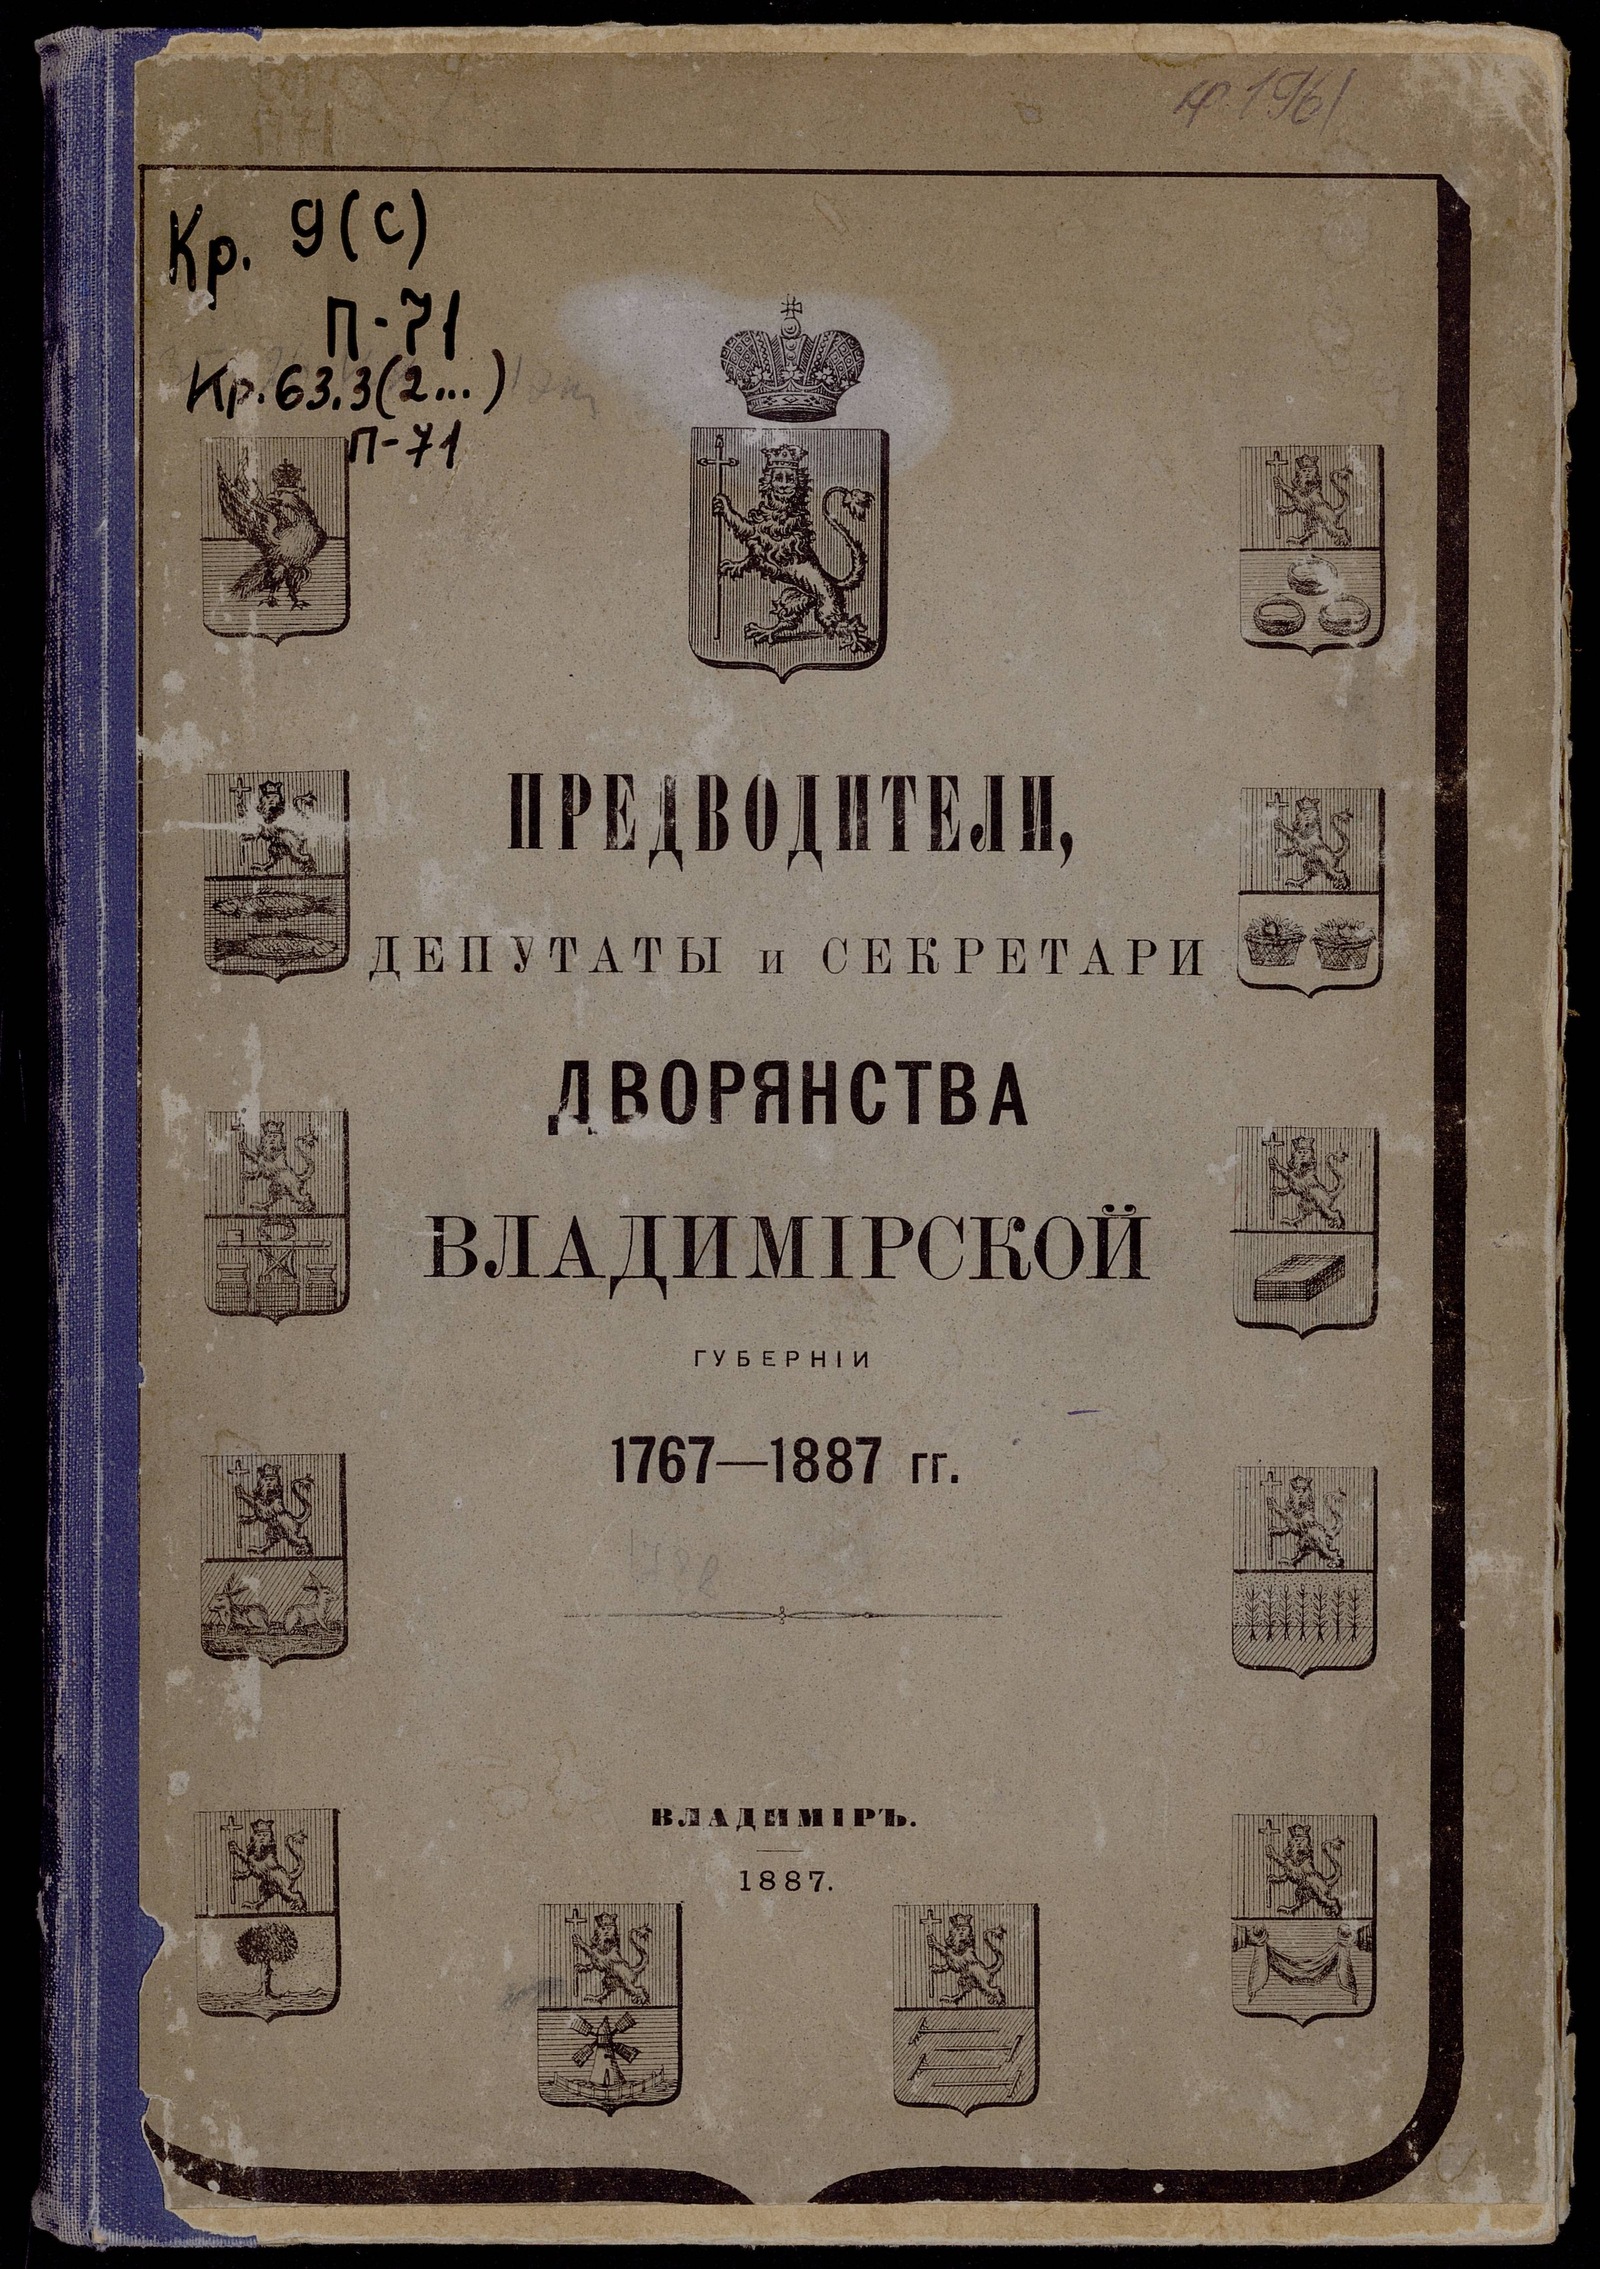 Кр. 9(с)
П-71
Кр. 63.3(2...)
П-71
ПРЕДВОДИТЕЛИ,
ДЕПУТАТЫ и СЕКРЕТАРИ
ДВОРЯНСТВА
ВЛАДИМІРСКОЙ
ГУБЕРНІИ
1767—1887 гг.
ВЛАДИМІРЪ.
1887.